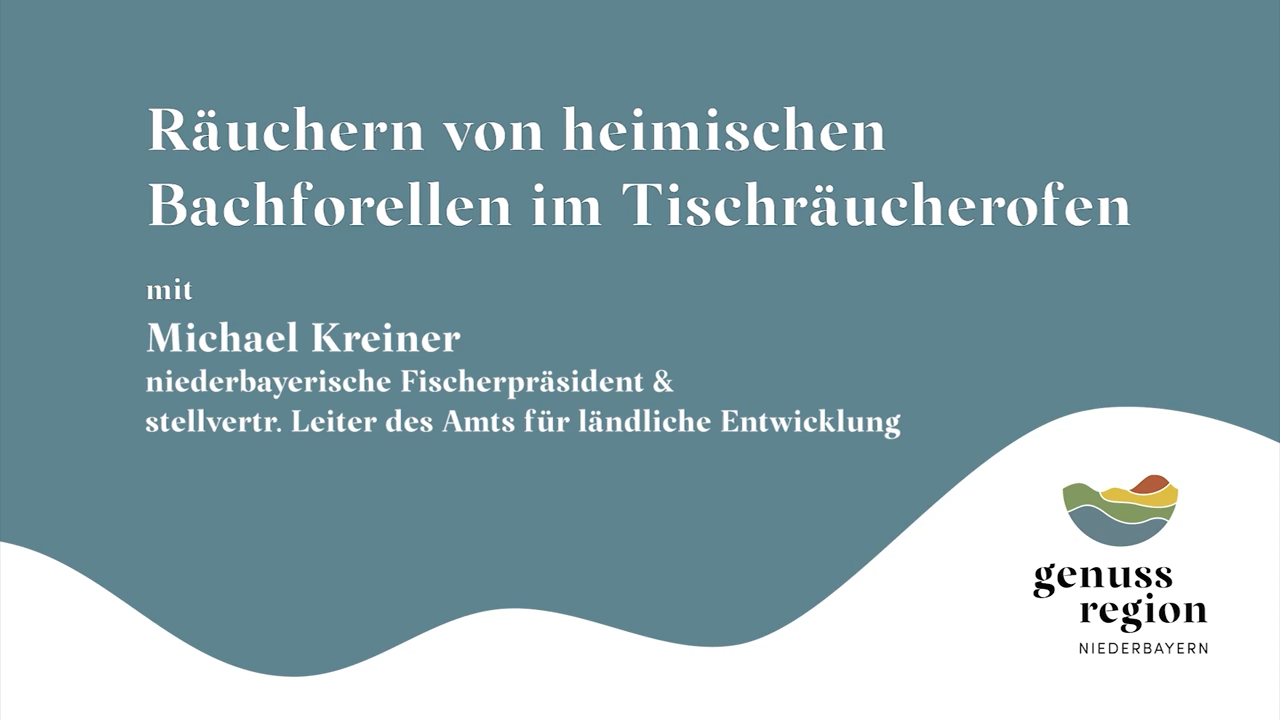 Räuchern von heimischen
Bachforellen im Tischräucherofen
mit
Michael Kreiner
niederbayerische Fischerpräsident &
stellvertr. Leiter des Amts für ländliche Entwicklung
genuss
region
NIEDERBAYERN